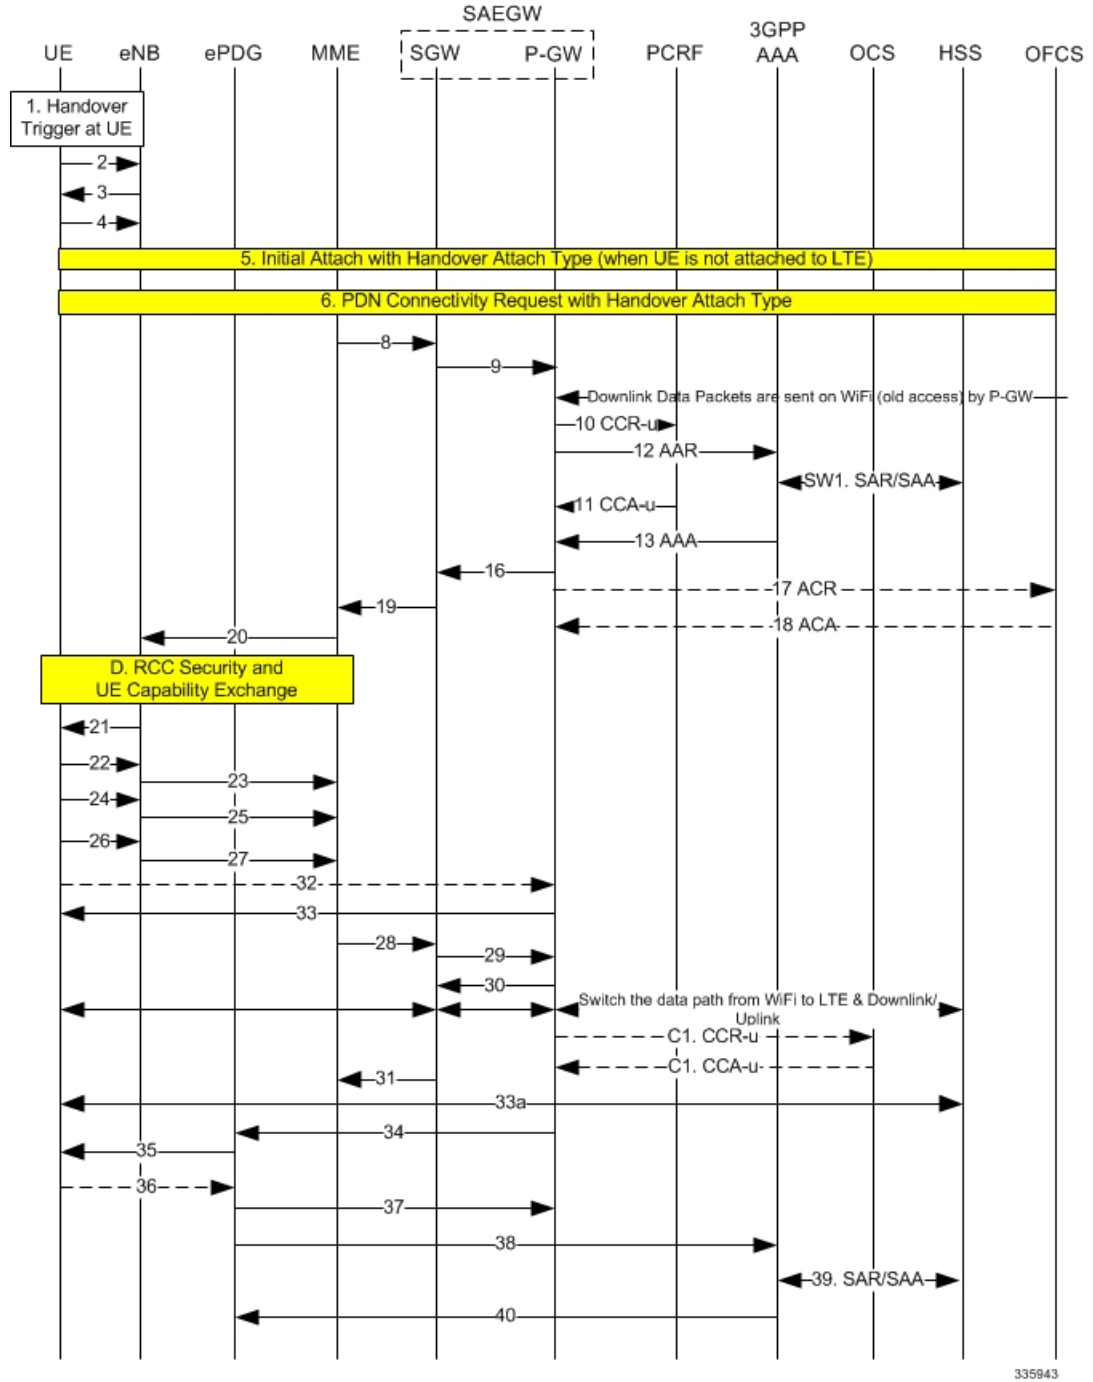 SAEGW
UE eNB ePDG MME SGW P-GW PCRF 3GPP AAA OCS HSS OFCS
1. Handover
Trigger at UE
2
3
4
5. Initial Attach with Handover Attach Type (when UE is not attached to LTE)
6. PDN Connectivity Request with Handover Attach Type
8
9
Downlink Data Packets are sent on WiFi (old access) by P-GW
10 CCR-u
12 AAR
SW1. SAR/SAA
11 CCA-u
13 AAA
16
17 ACR
19
18 ACA
20
D. RCC Security and
UE Capability Exchange
21
22
23
24
25
26
27
32
33
28
29
30
Switch the data path from WiFi to LTE & Downlink/
Uplink
C1. CCR-u
C1. CCA-u
31
33a
34
35
36
37
38
39. SAR/SAA
40
335943